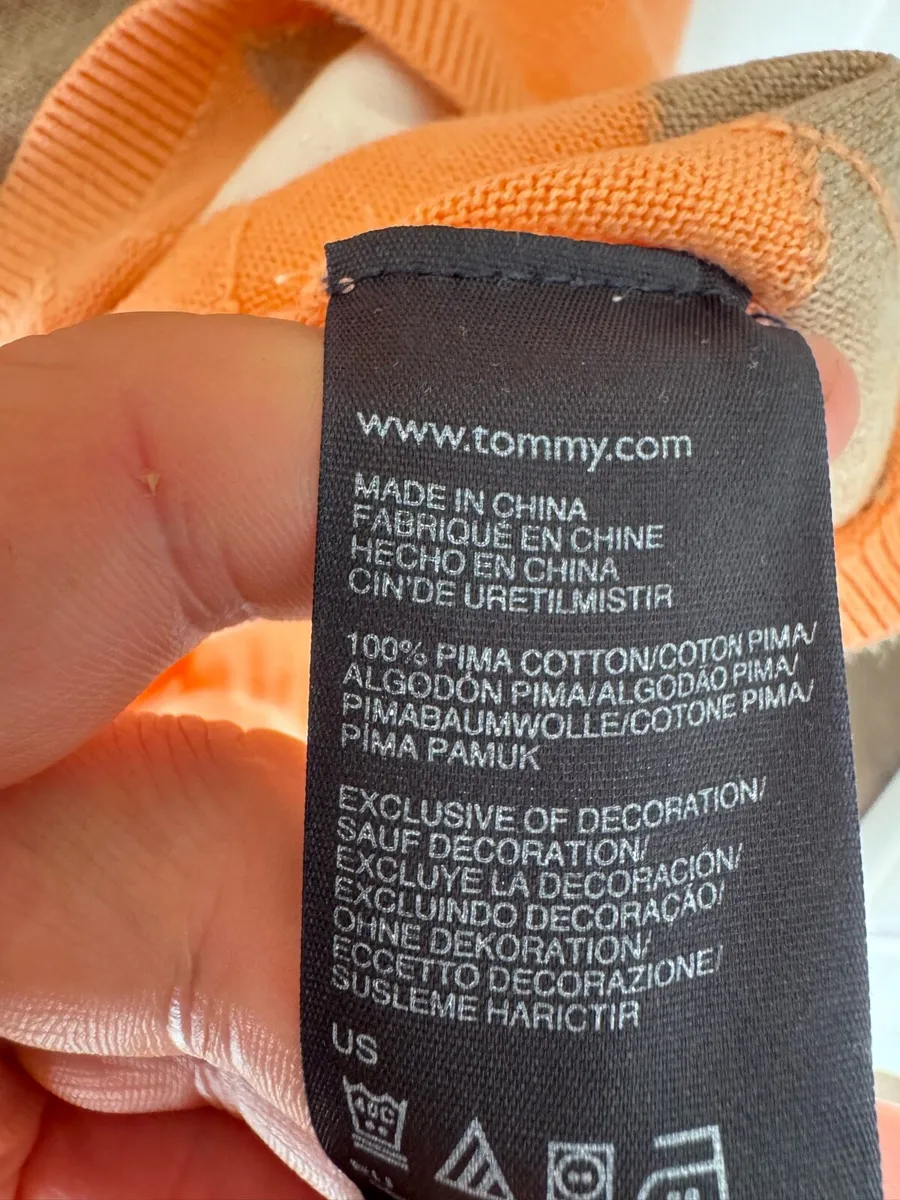 www.tommy.com
MADE IN CHINA
FABRIQUÉ EN CHINE
HECHO EN CHINA
CIN'DE URETILMISTIR
100% PIMA COTTON/COTON PIMA/
ALGODÓN PIMA/ALGODÃO PIMA/
PIMABAUMWOLLE/COTONE PIMA/
PIMA PAMUK
EXCLUSIVE OF DECORATION/
SAUF DÉCORATION/
EXCLUYE LA DECORACIÓN/
EXCLUINDO DECORAÇÃO/
OHNE DEKORATION/
ECCETTO DECORAZIONE/
SUSLEME HARICTIR
US